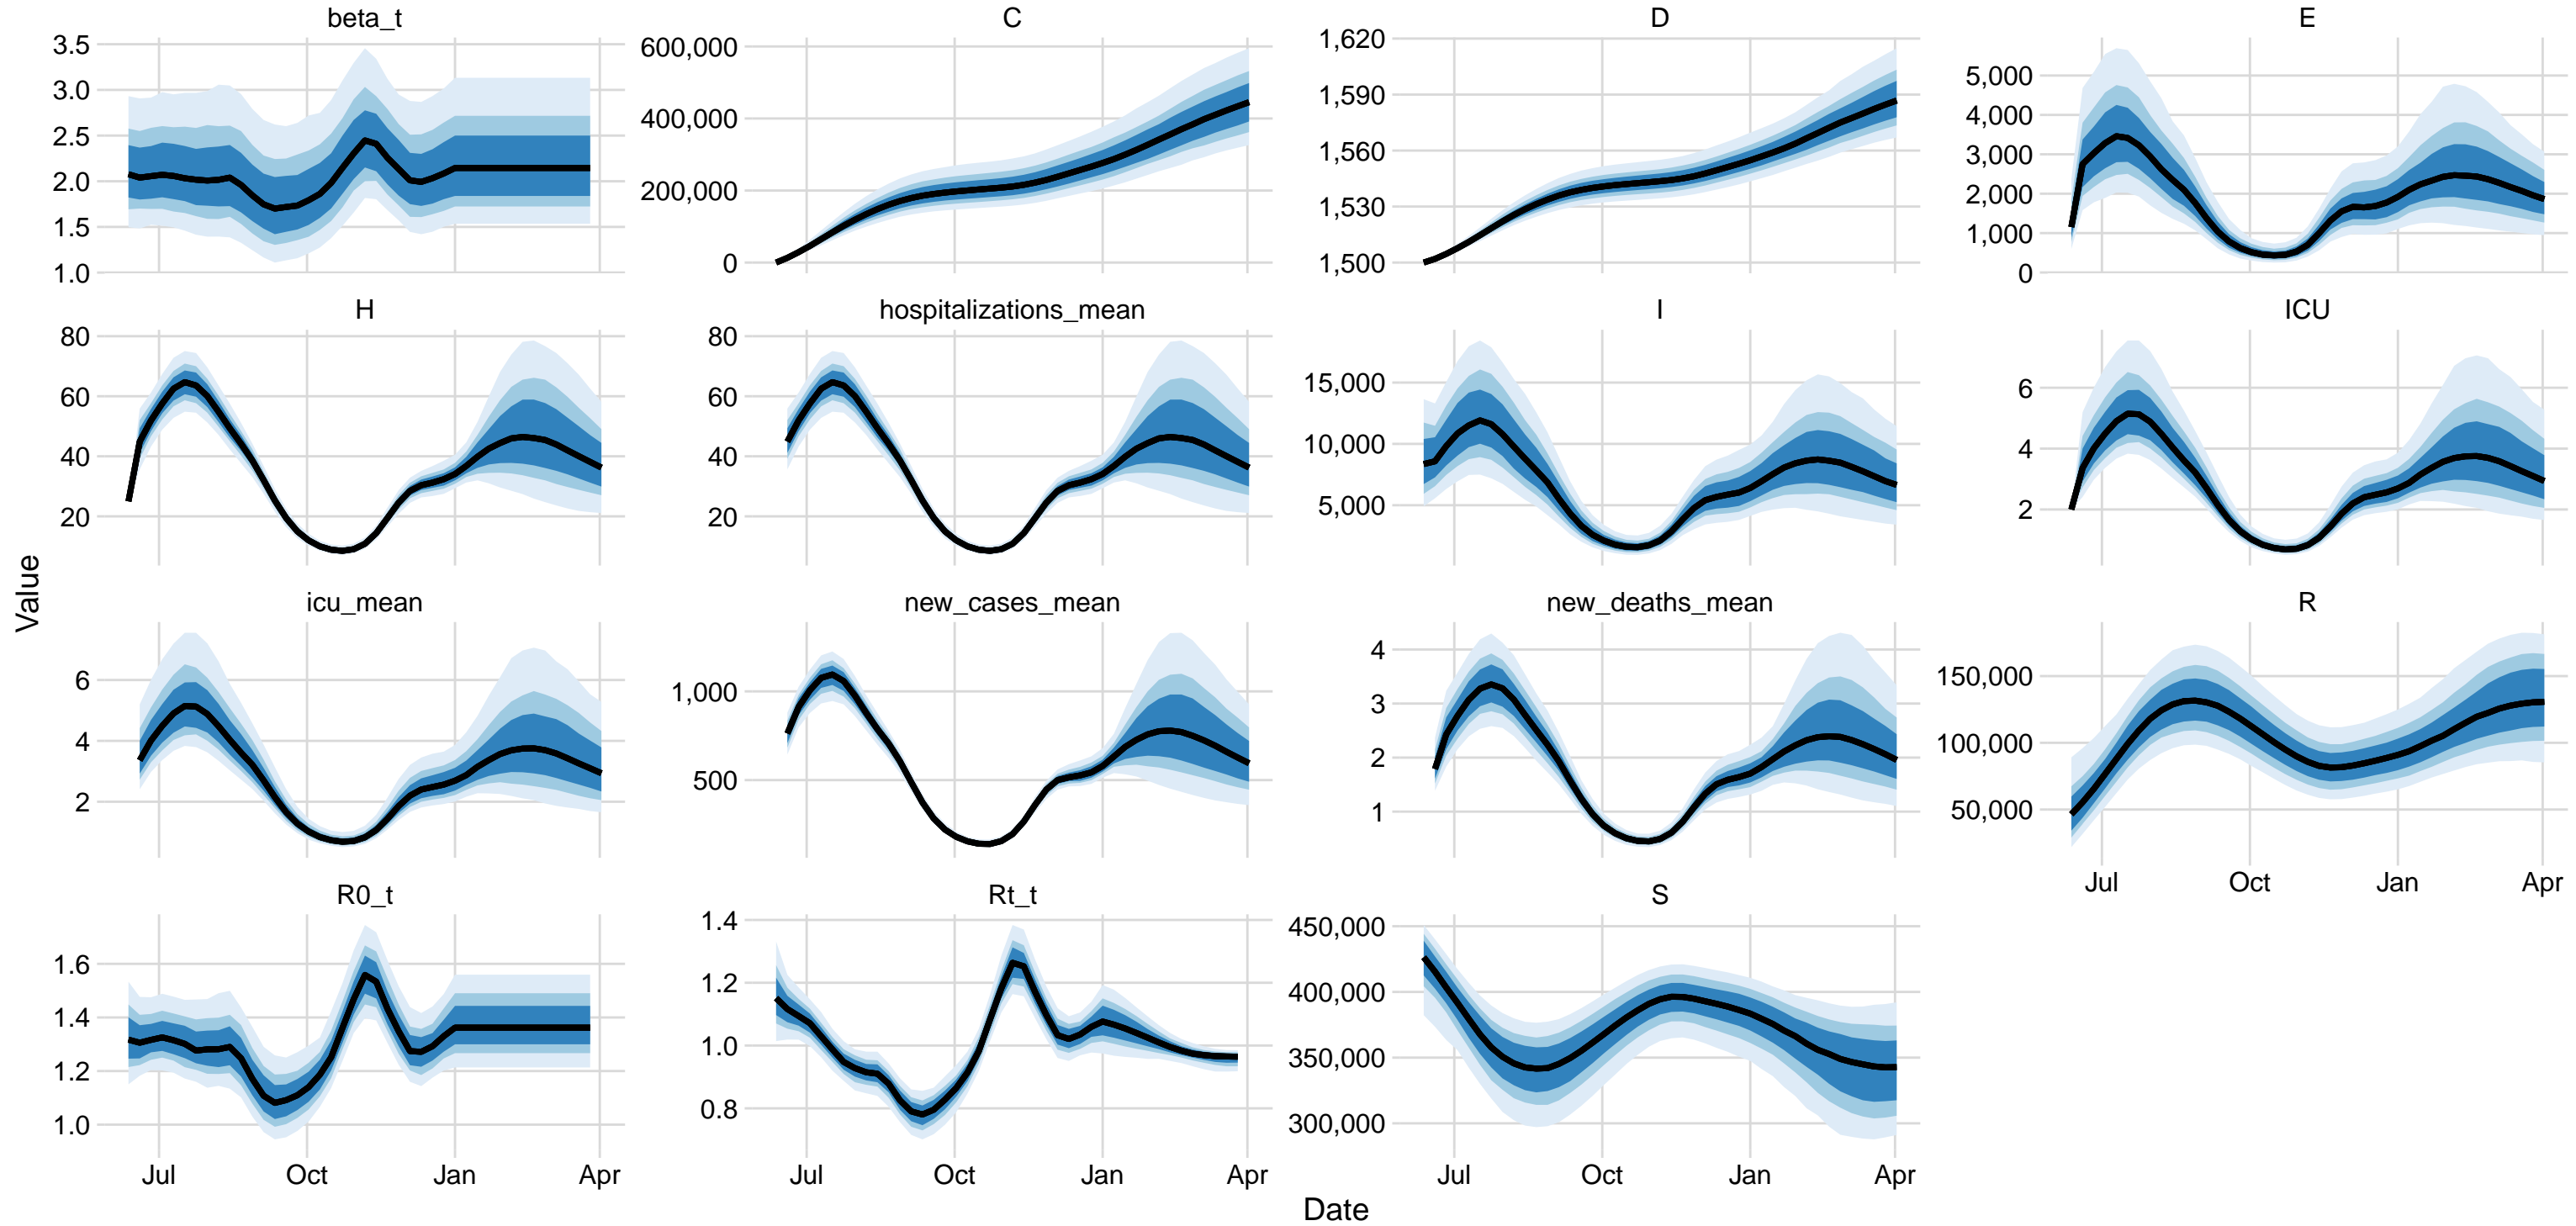 beta_t
C
D
E
3.5
3.0
2.5
2.0
1.5
1.0
600,000
400,000
200,000
0
1,620
1,590
1,560
1,530
1,500
5,000
4,000
3,000
2,000
1,000
0
H
hospitalizations_mean
I
ICU
80
60
40
20
80
60
40
20
15,000
10,000
5,000
6
4
2
icu_mean
new_cases_mean
new_deaths_mean
R
6
4
2
1,000
500
4
3
2
1
150,000
100,000
50,000
Jul Oct Jan Apr
R0_t
Rt_t
S
1.6
1.4
1.2
1.0
1.4
1.2
1.0
0.8
450,000
400,000
350,000
300,000
Jul Oct Jan Apr
Jul Oct Jan Apr
Jul Oct Jan Apr
Value
Date